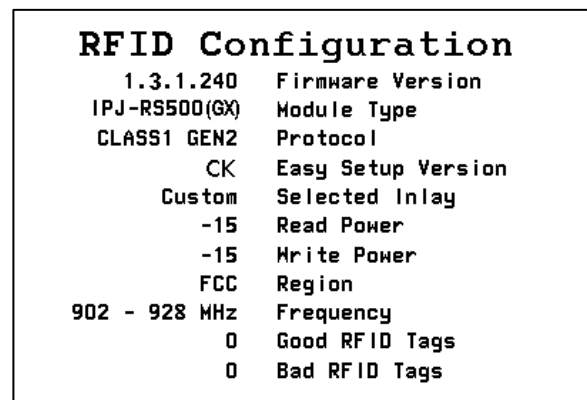 RFID Configuration
1.3.1.240 Firmware Version
IPJ-RS500(GX) Module Type
CLASS1 GEN2 Protocol
CK Easy Setup Version
Custom Selected Inlay
-15 Read Power
-15 Write Power
FCC Region
902 - 928 MHz Frequency
0 Good RFID Tags
0 Bad RFID Tags